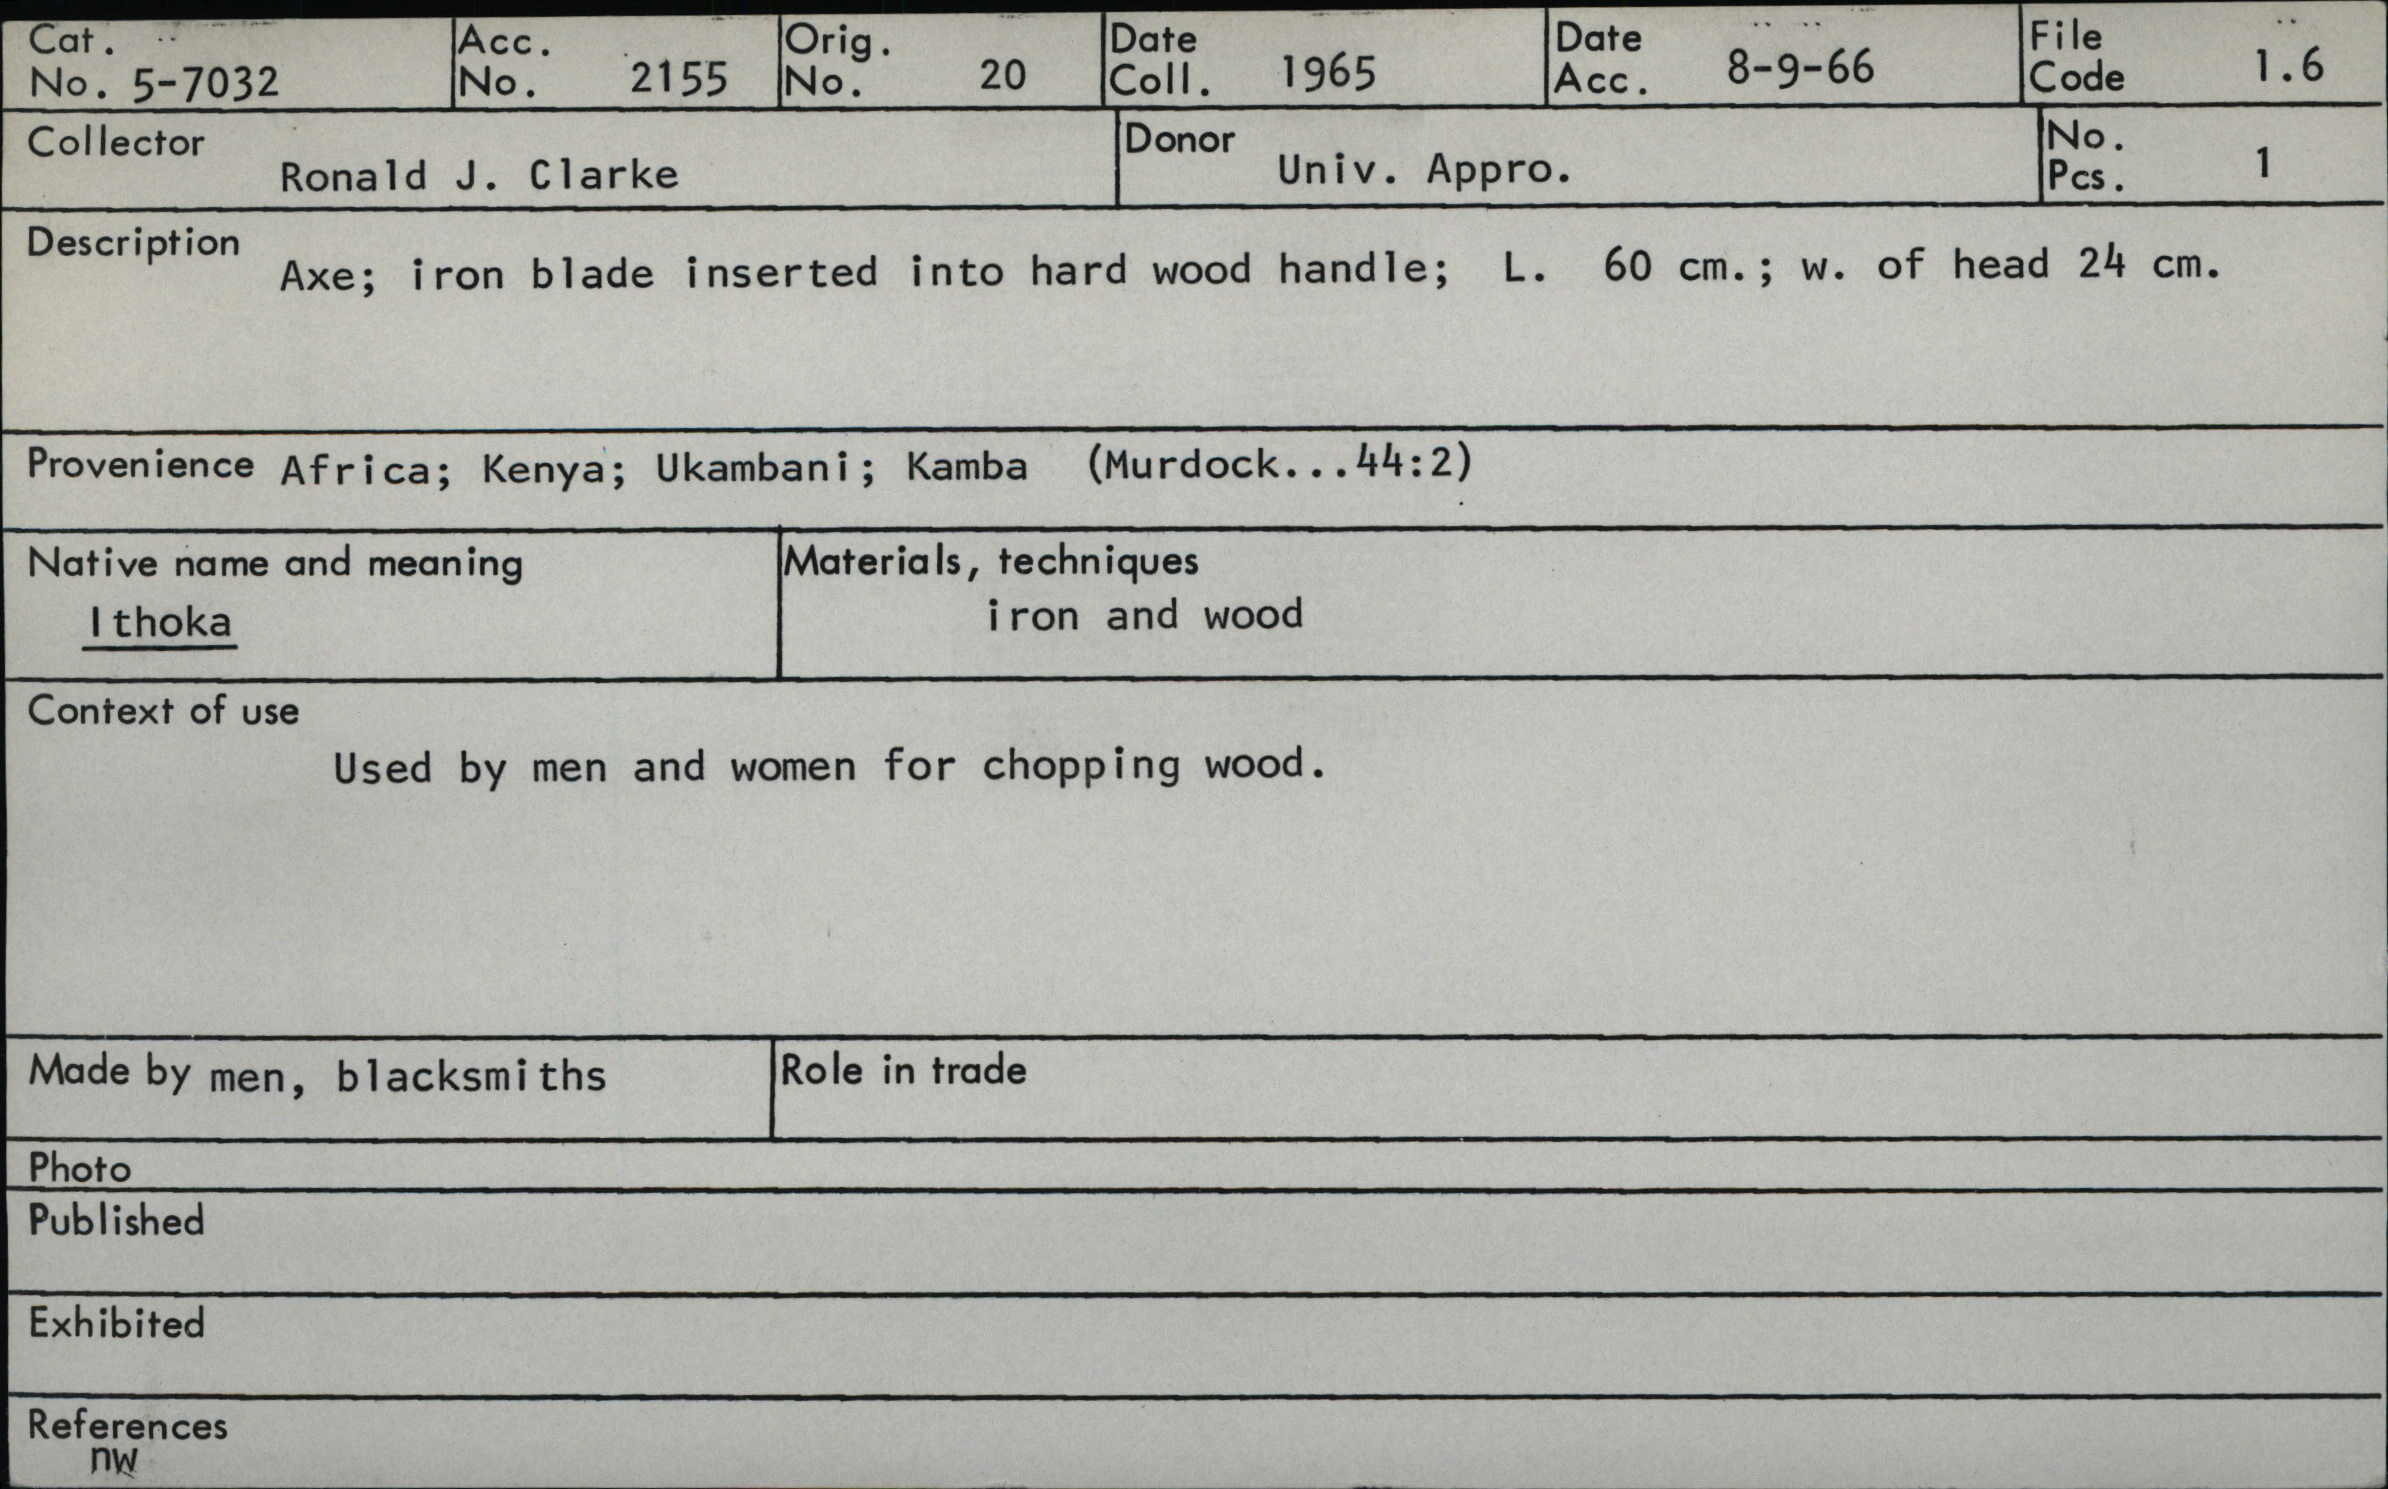 Cat. No. 5-7032
Acc. No. 2155
Orig. No. 20
Date Coll. 1965
Date Acc. 8-9-66
File Code 1.6
Collector Ronald J. Clarke
Donor Univ. Appro.
No. Pcs. 1
Description Axe; iron blade inserted into hard wood handle; L. 60 cm.; w. of head 24 cm.
Provenience Africa; Kenya; Ukambani; Kamba (Murdock...44:2)
Native name and meaning
Ithoka
Materials, techniques
iron and wood
Context of use
Used by men and women for chopping wood.
Made by men, blacksmiths
Role in trade
Photo
Published
Exhibited
References
nw